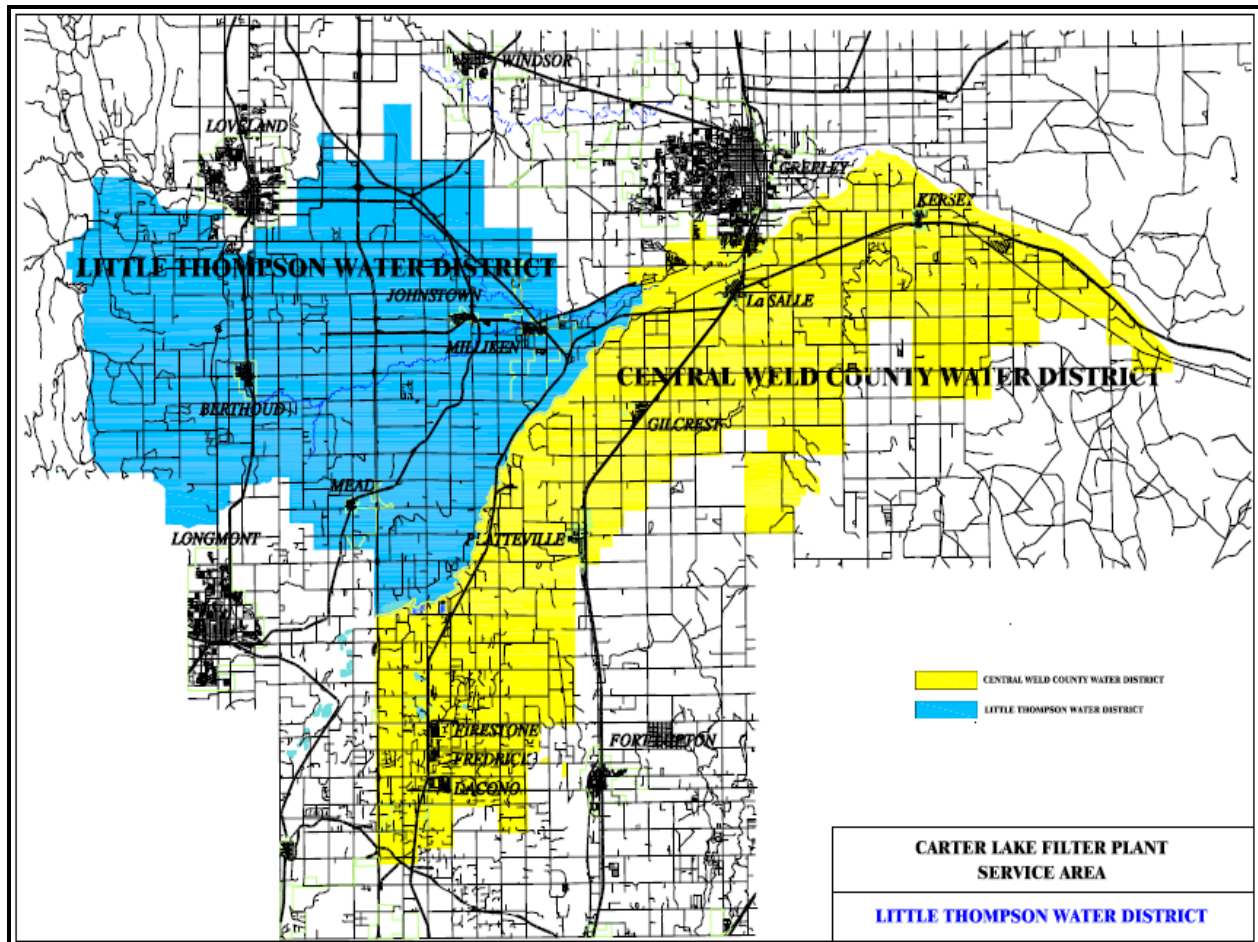 WINDSOR
LOVELAND
GREELEY
KERSEY
LITTLE THOMPSON WATER DISTRICT
JOHNSTOWN
La SALLE
MILLIKEN
CENTRAL WELD COUNTY WATER DISTRICT
BERTHOUD
GILCREST
MEAD
LONGMONT
PLATTEVILLE
CENTRAL WELD COUNTY WATER DISTRICT
LITTLE THOMPSON WATER DISTRICT
FIRESTONE
FORT LUPTON
FREDRICK
DACONO
CARTER LAKE FILTER PLANT
SERVICE AREA
LITTLE THOMPSON WATER DISTRICT